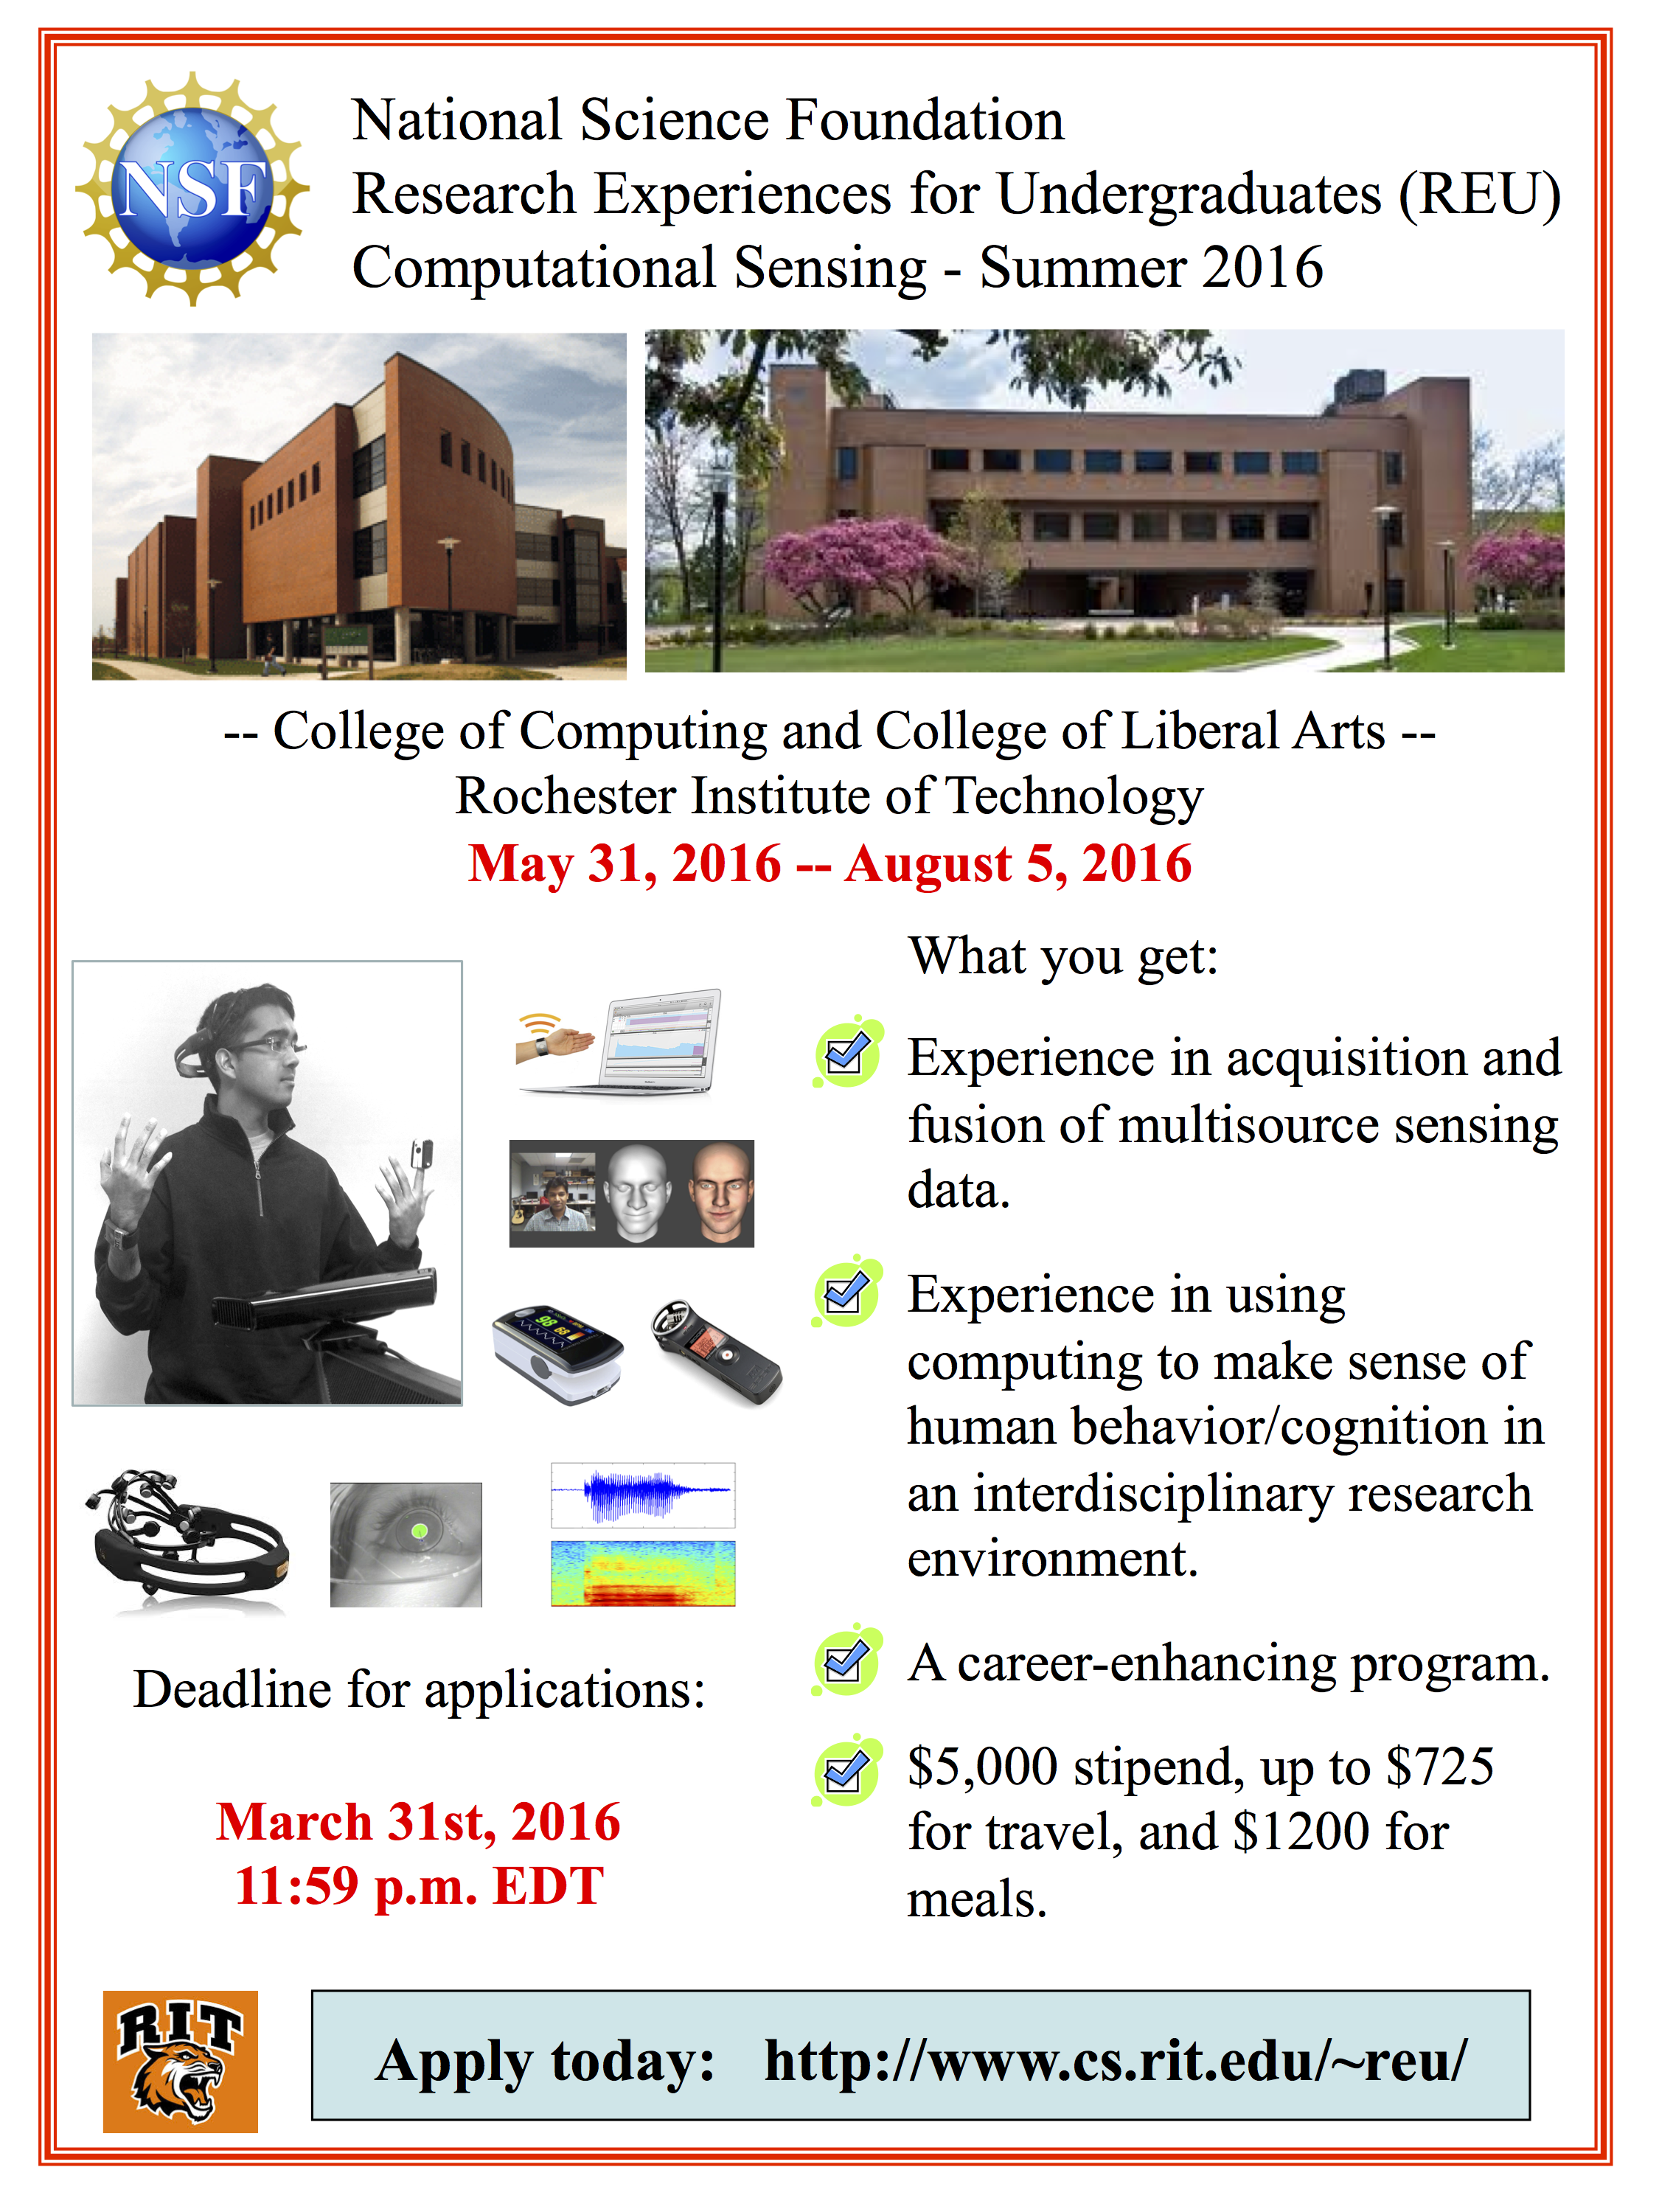 NSF
National Science Foundation
Research Experiences for Undergraduates (REU)
Computational Sensing - Summer 2016
-- College of Computing and College of Liberal Arts --
Rochester Institute of Technology
May 31, 2016 -- August 5, 2016
What you get:
Experience in acquisition and
fusion of multisource sensing
data.
Experience in using
computing to make sense of
human behavior/cognition in
an interdisciplinary research
environment.
A career-enhancing program.
$5,000 stipend, up to $725
for travel, and $1200 for
meals.
98
68
Deadline for applications:
March 31st, 2016
11:59 p.m. EDT
RIT
Apply today: http://www.cs.rit.edu/~reu/